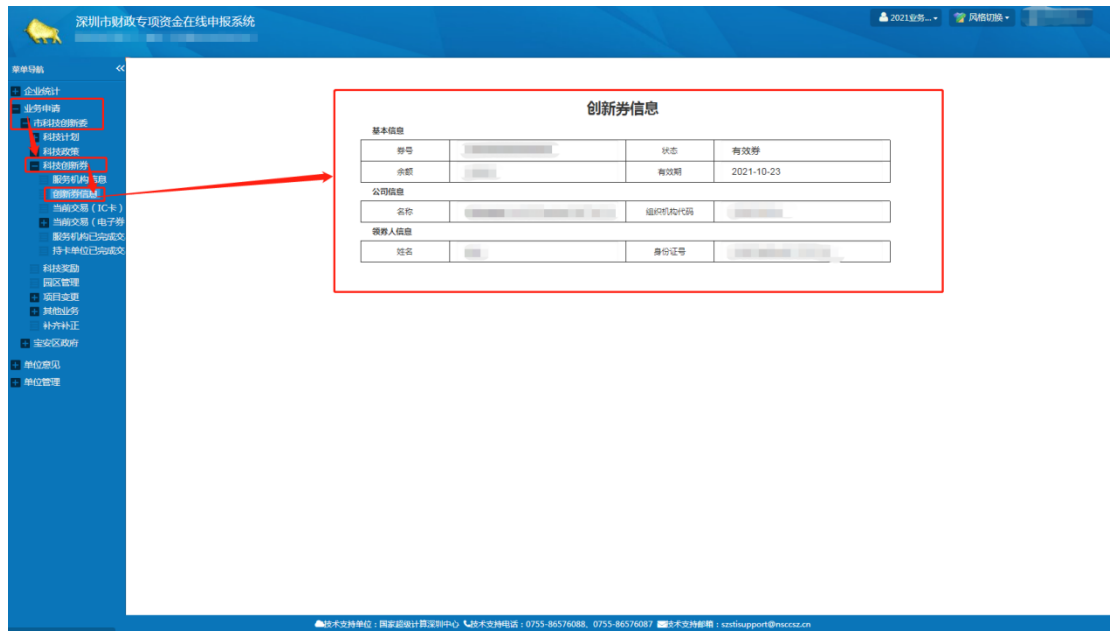 深圳市财政专项资金在线申报系统
2021业务...
风格切换
菜单导航
企业统计
业务申请
市科技创新委
科技计划
科技政策
科技创新券
服务机构信息
创新券信息
当前交易(IC卡)
当前交易(电子券
服务机构已完成交
持卡单位已完成交
科技奖励
园区管理
项目变更
其他业务
补齐补正
宝安区政府
单位意见
单位管理
创新券信息
基本信息
券号 状态 有效券
余额 有效期 2021-10-23
公司信息
名称 组织机构代码
领券人信息
姓名 身份证号
技术支持单位:国家超级计算深圳中心 技术支持电话:0755-86576088、0755-86576087 技术支持邮箱:szstisupport@nsccsz.cn